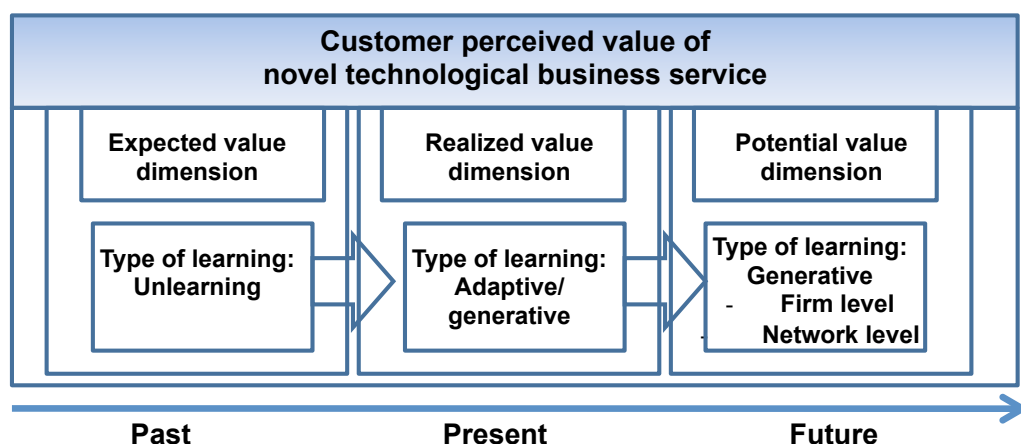 Customer perceived value of
novel technological business service
Expected value
dimension
Type of learning:
Unlearning
Realized value
dimension
Type of learning:
Adaptive/
generative
Potential value
dimension
Type of learning:
Generative
- Firm level
- Network level
Past
Present
Future